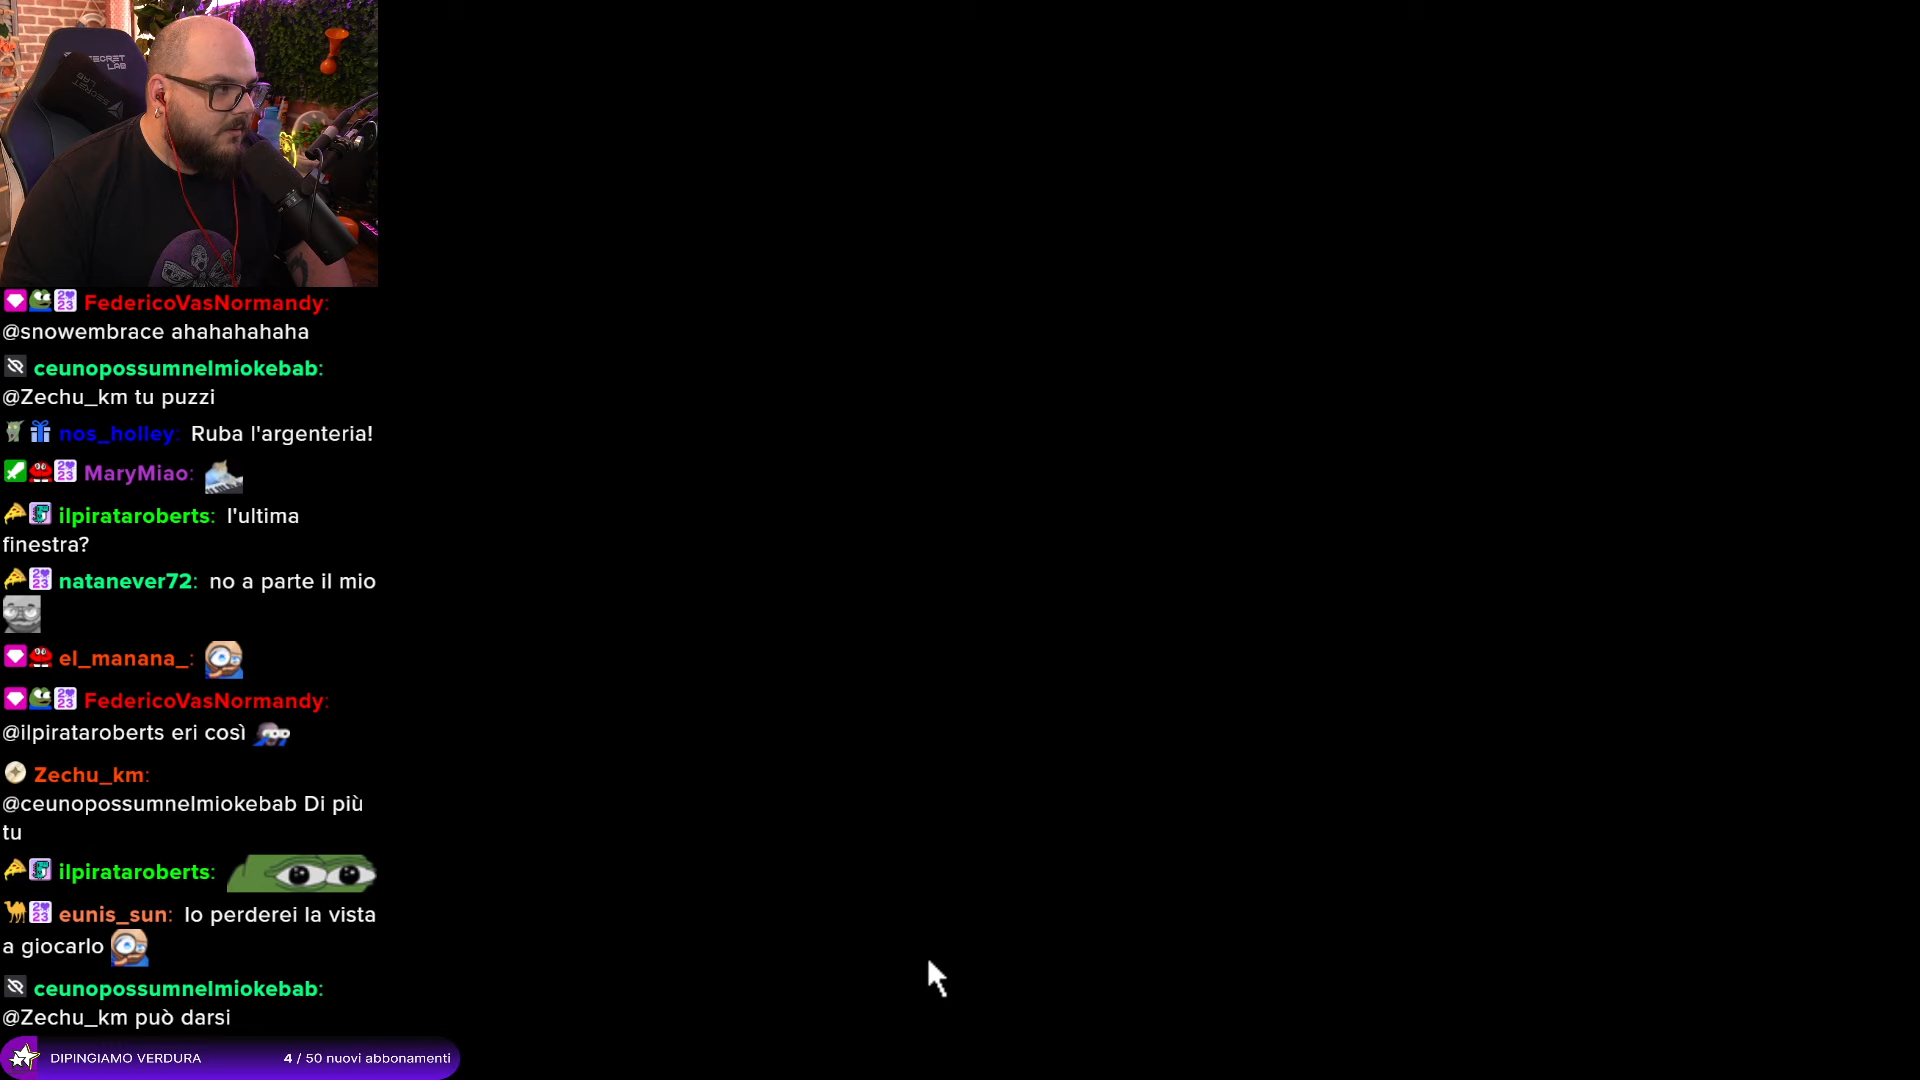 SECRET
LAB
FedericoVasNormandy:
@snowembrace ahahahahaha
ceunopossumnelmiokebab:
@Zechu_km tu puzzi
nos_holley: Ruba l'argenteria!
MaryMiao:
ilpirataroberts: l'ultima
finestra?
natanever72: no a parte il mio
el_manana_:
FedericoVasNormandy:
@ilpirataroberts eri così
Zechu_km:
@ceunopossumnelmiokebab Di più
tu
ilpirataroberts:
eunis_sun: Io perderei la vista
a giocarlo
ceunopossumnelmiokebab:
@Zechu_km può darsi
DIPINGIAMO VERDURA 4 / 50 nuovi abbonamenti